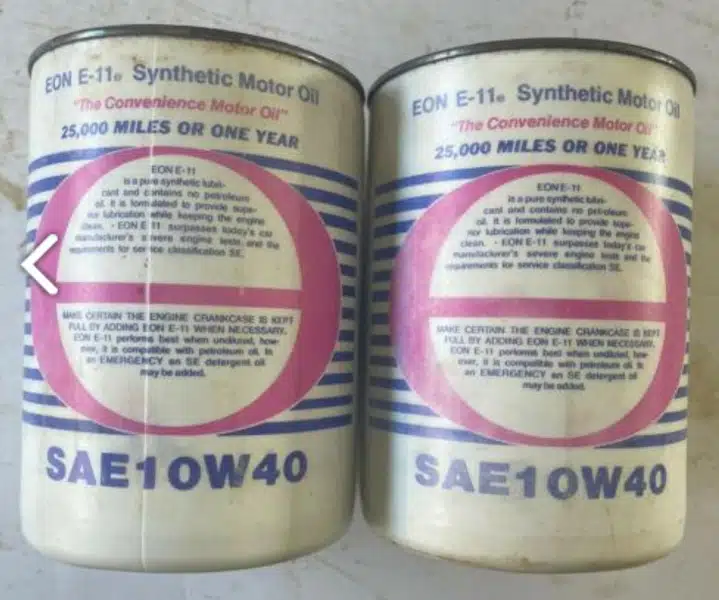 EON E-11® Synthetic Motor Oil
"The Convenience Motor Oil"
25,000 MILES OR ONE YEAR
EON E-11
is a pure synthetic lubri-
cant and contains no petroleum
oil. It is formulated to provide supe-
rior lubrication while keeping the engine
clean. · EON E-11 surpasses today's car
manufacturer's severe engine tests and the
requirements for service classification SE.
MAKE CERTAIN THE ENGINE CRANKCASE IS KEPT
FULL BY ADDING EON E-11 WHEN NECESSARY.
EON E-11 performs best when undiluted, how-
ever, it is compatible with petroleum oil. In
an EMERGENCY an SE detergent oil
may be added.
SAE10W40
EON E-11® Synthetic Motor Oil
"The Convenience Motor Oil"
25,000 MILES OR ONE YEAR
EON E-11
is a pure synthetic lubri-
cant and contains no petroleum
oil. It is formulated to provide supe-
rior lubrication while keeping the engine
clean. · EON E-11 surpasses today's car
manufacturer's severe engine tests and the
requirements for service classification SE.
MAKE CERTAIN THE ENGINE CRANKCASE IS KEPT
FULL BY ADDING EON E-11 WHEN NECESSARY.
EON E-11 performs best when undiluted, how-
ever, it is compatible with petroleum oil. In
an EMERGENCY an SE detergent oil
may be added.
SAE10W40